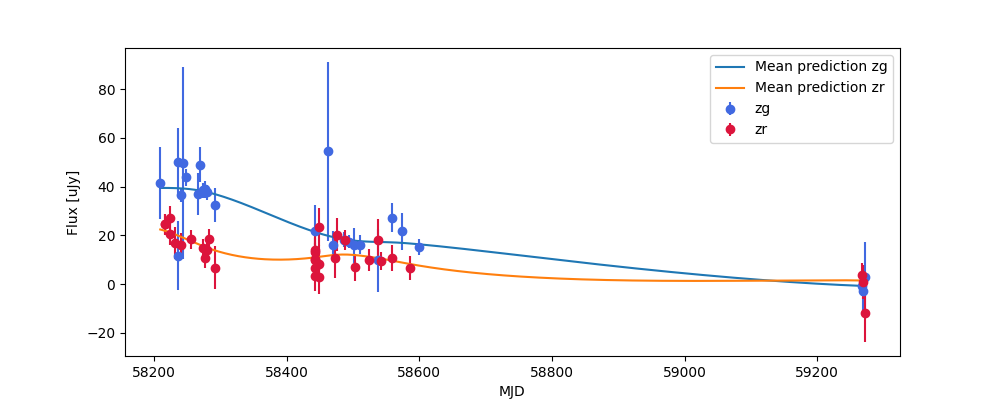 Mean prediction zg
Mean prediction zr
zg
zr
80
60
40
20
0
−20
Flux [uJy]
58200
58400
58600
58800
59000
59200
MJD